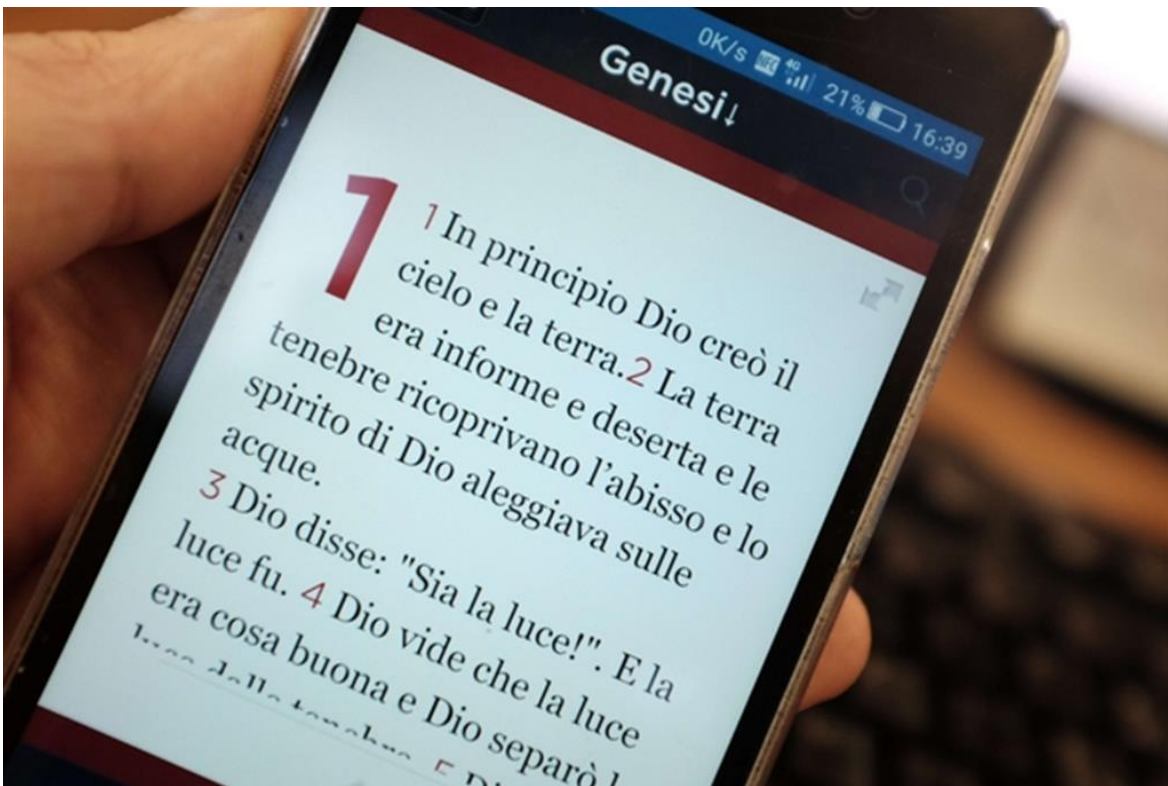 0K/s NFC 4G 21% 16:39
Genesi↓
1
1 In principio Dio creò il
cielo e la terra.2 La terra
era informe e deserta e le
tenebre ricoprivano l'abisso e lo
spirito di Dio aleggiava sulle
acque.
3 Dio disse: "Sia la luce!". E la
luce fu. 4 Dio vide che la luce
era cosa buona e Dio separò